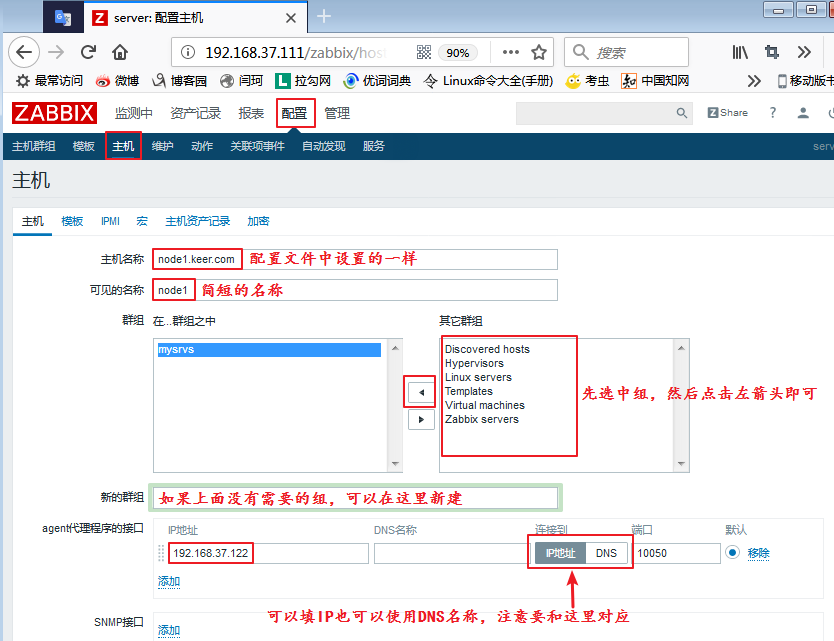 server: 配置主机
192.168.37.111/zabbix/hos
90%
搜索
最常访问 微博 博客园 闫珂 拉勾网 优词词典 Linux命令大全(手册) 考虫 中国知网 移动版书
ZABBIX 监测中 资产记录 报表 配置 管理 Share ?
主机群组 模板 主机 维护 动作 关联项事件 自动发现 服务 serv
主机
主机 模板 IPMI 宏 主机资产记录 加密
主机名称 node1.keer.com 配置文件中设置的一样
可见的名称 node1 简短的名称
群组 在...群组之中 其它群组
mysrvs
Discovered hosts
Hypervisors
Linux servers
Templates
Virtual machines
Zabbix servers
先选中组，然后点击左箭头即可
新的群组 如果上面没有需要的组，可以在这里新建
agent代理程序的接口 IP地址 DNS名称 连接到 端口 默认
192.168.37.122 IP地址 DNS 10050 移除
添加
可以填IP也可以使用DNS名称，注意要和这里对应
SNMP接口 添加